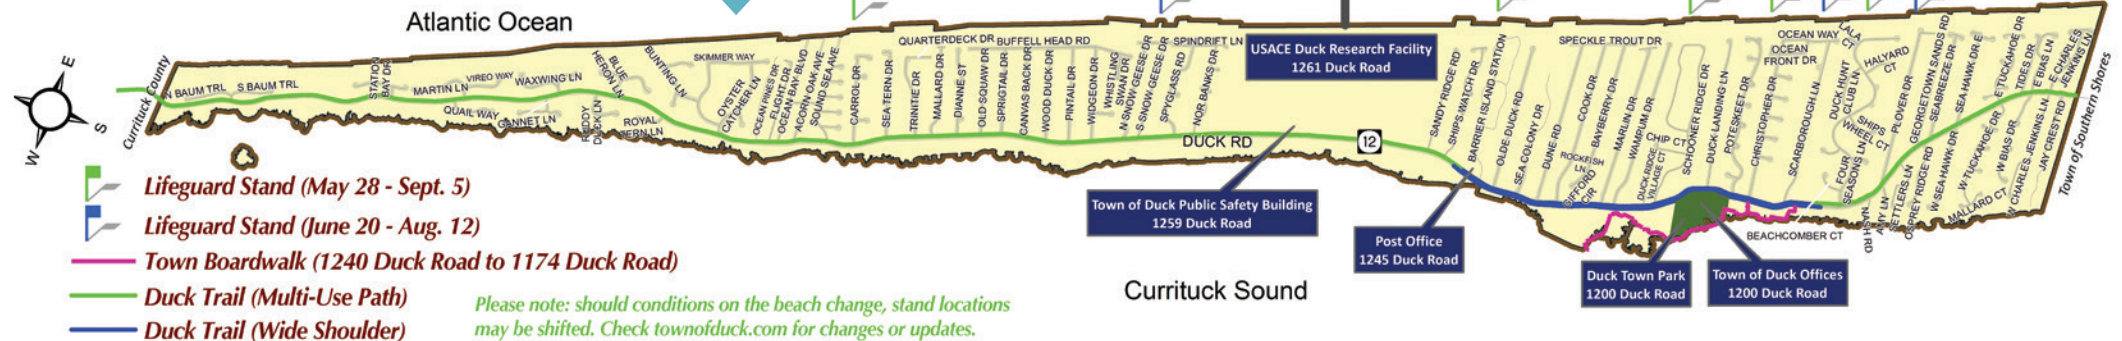 Atlantic Ocean
Currituck County
N BAUM TRL
S BAUM TRL
STATION
BAY DR
MARTIN LN
VIREO WAY
WAXWING LN
QUAIL WAY
GANNET LN
BLUE
HERON LN
RUDDY
DUCK LN
ROYAL
TERN LN
BUNTING LN
SKIMMER WAY
OYSTER
CATCHER LN
OCEAN PINES DR
FLIGHT DR
OCEAN BAY BLVD
ACORN OAK AVE
SOUND SEA AVE
CARROL DR
SEA TERN DR
QUARTERDECK DR
TRINITIE DR
MALLARD DR
DIANNE ST
OLD SQUAW DR
SPRIGTAIL DR
BUFFELL HEAD RD
CANVAS BACK DR
WOOD DUCK DR
PINTAIL DR
WIDGEON DR
WHISTLING
SWAN DR
N SNOW GEESE DR
S SNOW GEESE DR
SPYGLASS RD
SPINDRIFT LN
NOR BANKS DR
DUCK RD
USACE Duck Research Facility
1261 Duck Road
12
SANDY RIDGE RD
SHIPS WATCH DR
BARRIER ISLAND STATION
OLDE DUCK RD
SEA COLONY DR
DUNE RD
SPECKLE TROUT DR
ROCKFISH
LN
GIFFORD
CIR
COOK DR
BAYBERRY DR
MARLIN DR
WAMPUM DR
CHIP CT
DUCK RIDGE
VILLAGE CT
SCHOONER RIDGE DR
DUCK LANDING LN
POTESKEET DR
CHRISTOPHER DR
OCEAN WAY
OCEAN
FRONT DR
LALA
CT
SCARBOROUGH LN
DUCK HUNT
CLUB LN
HALYARD
CT
SHIPS
WHEEL CT
FOUR
SEASONS LN
PLOVER DR
GEORGETOWN SANDS RD
SEABREEZE DR
SEA HAWK DR E
E TUCKAHOE DR
TIDES DR
E BIAS LN
E CHARLES
JENKINS LN
NASH RD
AMY LN
SETTLERS LN
OSPREY RIDGE RD
W SEA HAWK DR
W TUCKAHOE DR
W BIAS DR
MALLARD CT
W CHARLES JENKINS LN
JAY CREST RD
BEACHCOMBER CT
Town of Southern Shores
Town of Duck Public Safety Building
1259 Duck Road
Post Office
1245 Duck Road
Duck Town Park
1200 Duck Road
Town of Duck Offices
1200 Duck Road
Currituck Sound
E
S
W
Lifeguard Stand (May 28 - Sept. 5)
Lifeguard Stand (June 20 - Aug. 12)
Town Boardwalk (1240 Duck Road to 1174 Duck Road)
Duck Trail (Multi-Use Path)
Duck Trail (Wide Shoulder)
Please note: should conditions on the beach change, stand locations
may be shifted. Check townofduck.com for changes or updates.